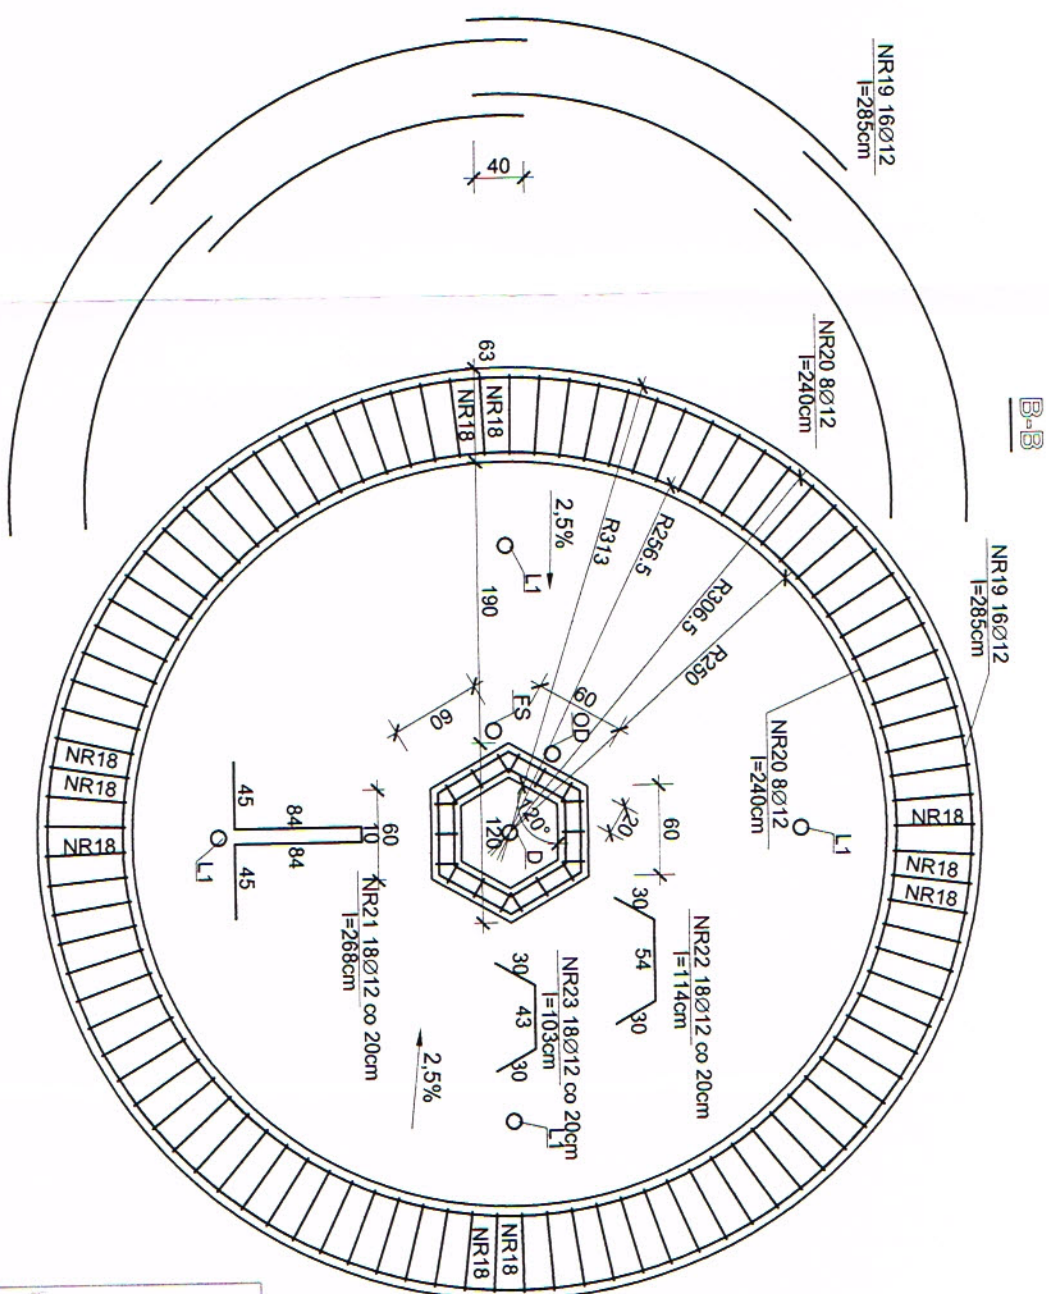 B-B
NR19 16Ø12
l=285cm
NR19 16Ø12
l=285cm
NR20 8Ø12
l=240cm
NR20 8Ø12
l=240cm
40
63
NR18
NR18
NR18
NR18
NR18
NR18
NR18
NR18
NR18
NR18
R313
R256.5
R306.5
R250
2,5%
L1
190
60
60
FS
OD
L1
120°
120
D
20
60
60
10
84
84
45
45
L1
NR21 18Ø12 co 20cm
l=268cm
NR22 18Ø12 co 20cm
l=114cm
30
54
30
NR23 18Ø12 co 20cm
l=103cm
30
43
30
2,5%
L1